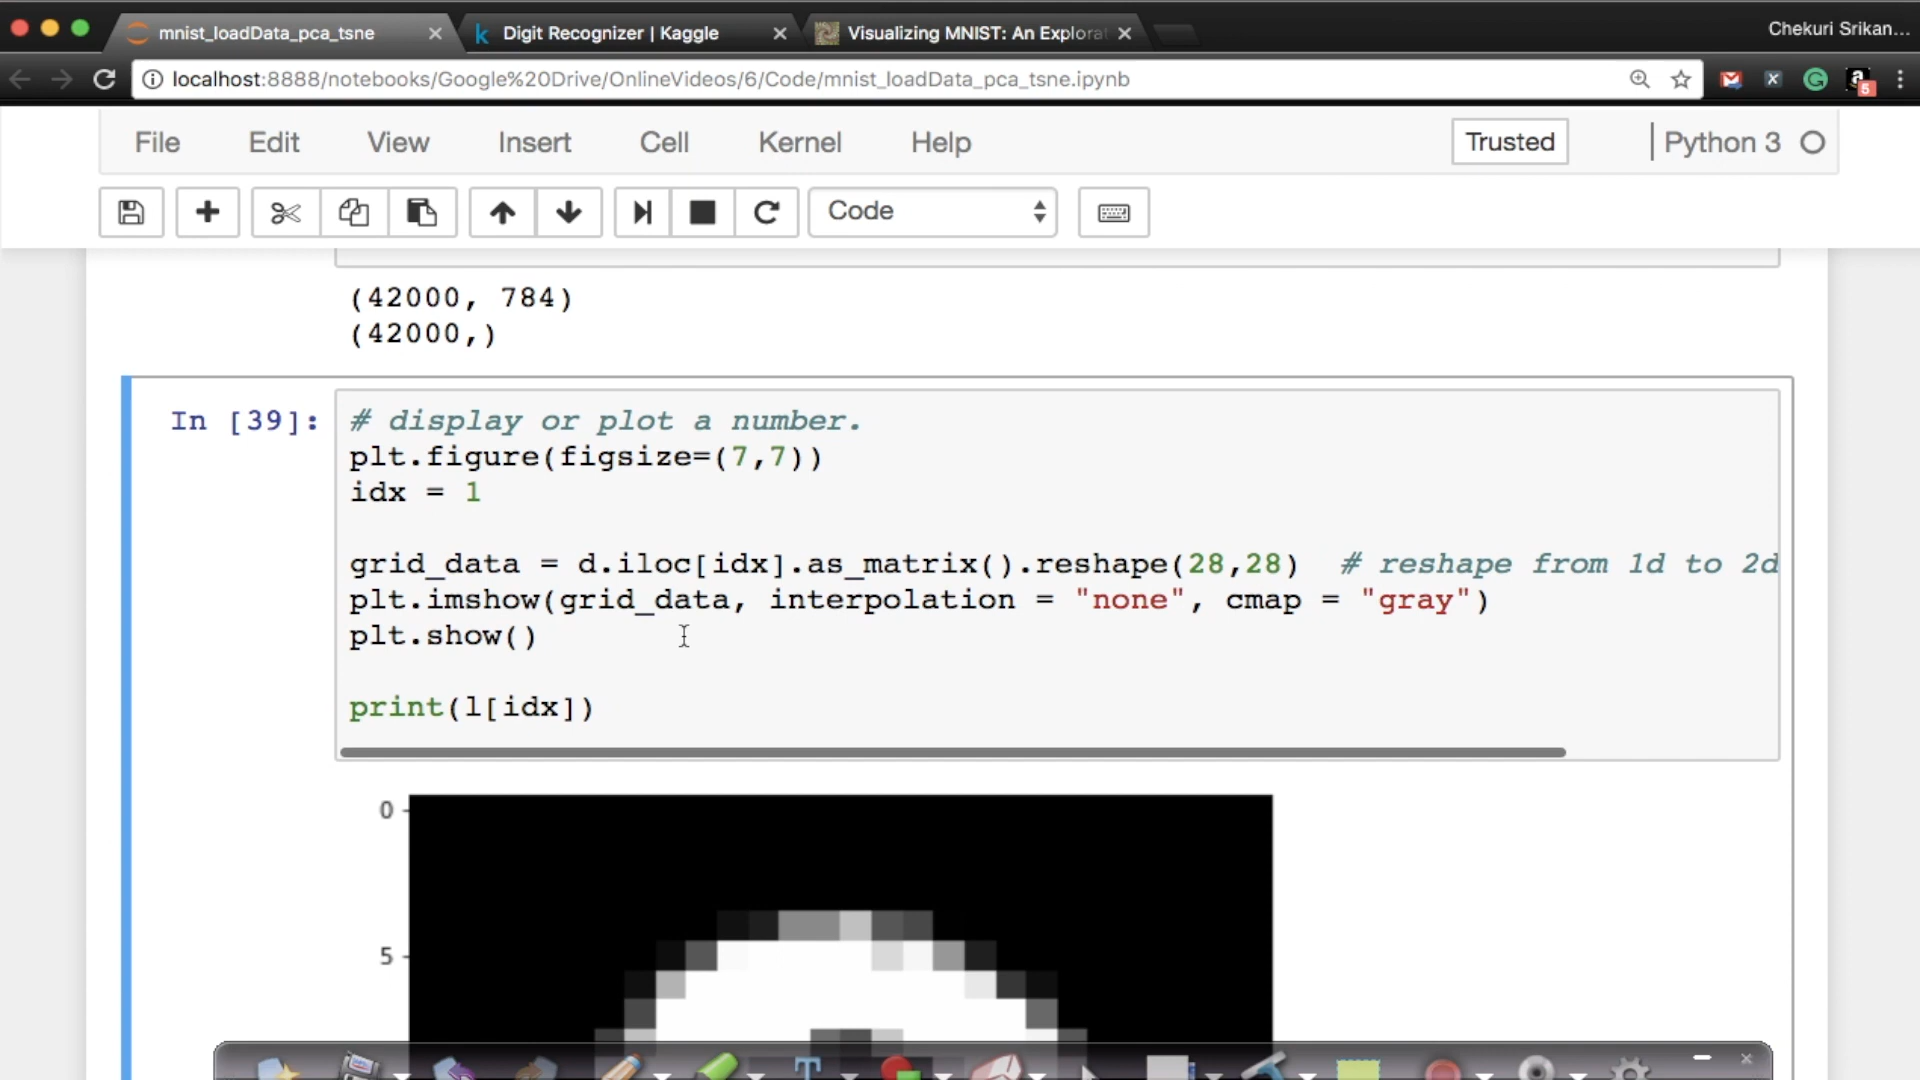 mnist_loadData_pca_tsne
Digit Recognizer | Kaggle
Visualizing MNIST: An Explorat
Chekuri Srikan...
localhost:8888/notebooks/Google%20Drive/OnlineVideos/6/Code/mnist_loadData_pca_tsne.ipynb
5
File Edit View Insert Cell Kernel Help
Trusted
Python 3
Code
(42000, 784)
(42000,)
In [39]:
# display or plot a number.
plt.figure(figsize=(7,7))
idx = 1
grid_data = d.iloc[idx].as_matrix().reshape(28,28)  # reshape from 1d to 2d
plt.imshow(grid_data, interpolation = "none", cmap = "gray")
plt.show()
print(l[idx])
0
5